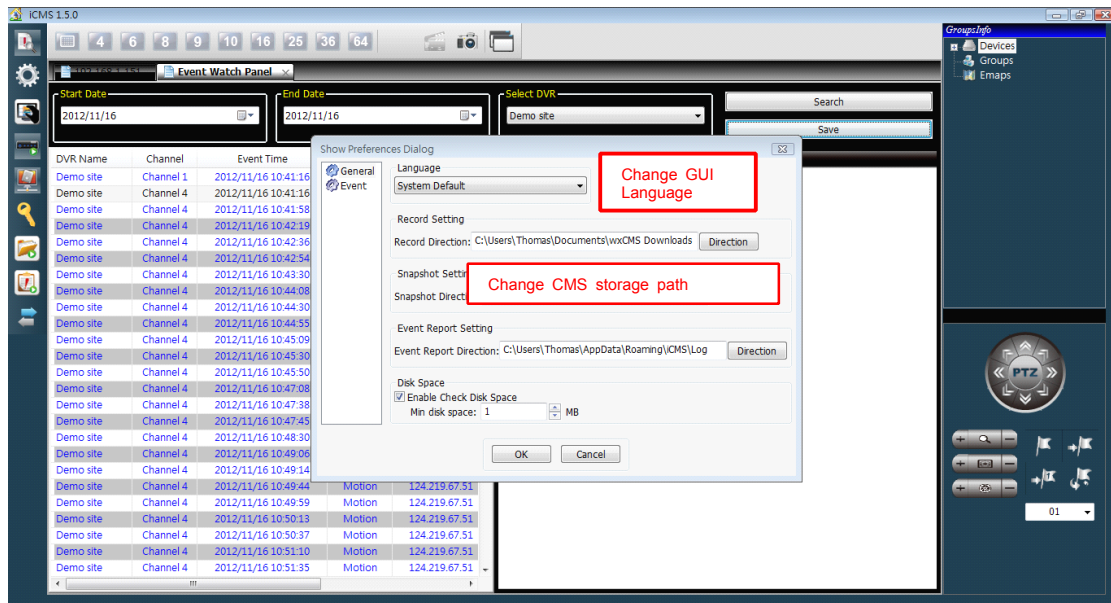 iCMS 1.5.0
4 6 8 9 10 16 25 36 64
GroupsInfo
Devices
Groups
Emaps
Event Watch Panel
Start Date
2012/11/16
End Date
2012/11/16
Select DVR
Demo site
Search
Save
DVR Name Channel Event Time
Demo site Channel 1 2012/11/16 10:41:16
Demo site Channel 4 2012/11/16 10:41:16
Demo site Channel 4 2012/11/16 10:41:58
Demo site Channel 4 2012/11/16 10:42:19
Demo site Channel 4 2012/11/16 10:42:36
Demo site Channel 4 2012/11/16 10:42:54
Demo site Channel 4 2012/11/16 10:43:30
Demo site Channel 4 2012/11/16 10:44:08
Demo site Channel 4 2012/11/16 10:44:30
Demo site Channel 4 2012/11/16 10:44:55
Demo site Channel 4 2012/11/16 10:45:09
Demo site Channel 4 2012/11/16 10:45:30
Demo site Channel 4 2012/11/16 10:45:50
Demo site Channel 4 2012/11/16 10:47:08
Demo site Channel 4 2012/11/16 10:47:38
Demo site Channel 4 2012/11/16 10:47:45
Demo site Channel 4 2012/11/16 10:48:30
Demo site Channel 4 2012/11/16 10:49:06
Demo site Channel 4 2012/11/16 10:49:14
Demo site Channel 4 2012/11/16 10:49:44 Motion 124.219.67.51
Demo site Channel 4 2012/11/16 10:49:59 Motion 124.219.67.51
Demo site Channel 4 2012/11/16 10:50:13 Motion 124.219.67.51
Demo site Channel 4 2012/11/16 10:50:37 Motion 124.219.67.51
Demo site Channel 4 2012/11/16 10:51:10 Motion 124.219.67.51
Demo site Channel 4 2012/11/16 10:51:35 Motion 124.219.67.51
Show Preferences Dialog
General
Event
Language
System Default
Change GUI
Language
Record Setting
Record Direction: C:\Users\Thomas\Documents\wxCMS Downloads Direction
Snapshot Setti
Snapshot Directi
Change CMS storage path
Event Report Setting
Event Report Direction: C:\Users\Thomas\AppData\Roaming\iCMS\Log Direction
Disk Space
Enable Check Disk Space
Min disk space: 1 MB
OK Cancel
PTZ
01